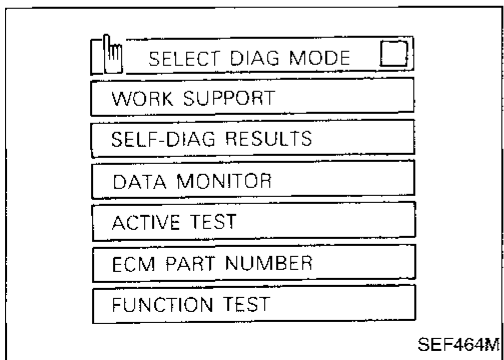 SELECT DIAG MODE
WORK SUPPORT
SELF-DIAG RESULTS
DATA MONITOR
ACTIVE TEST
ECM PART NUMBER
FUNCTION TEST
SEF464M